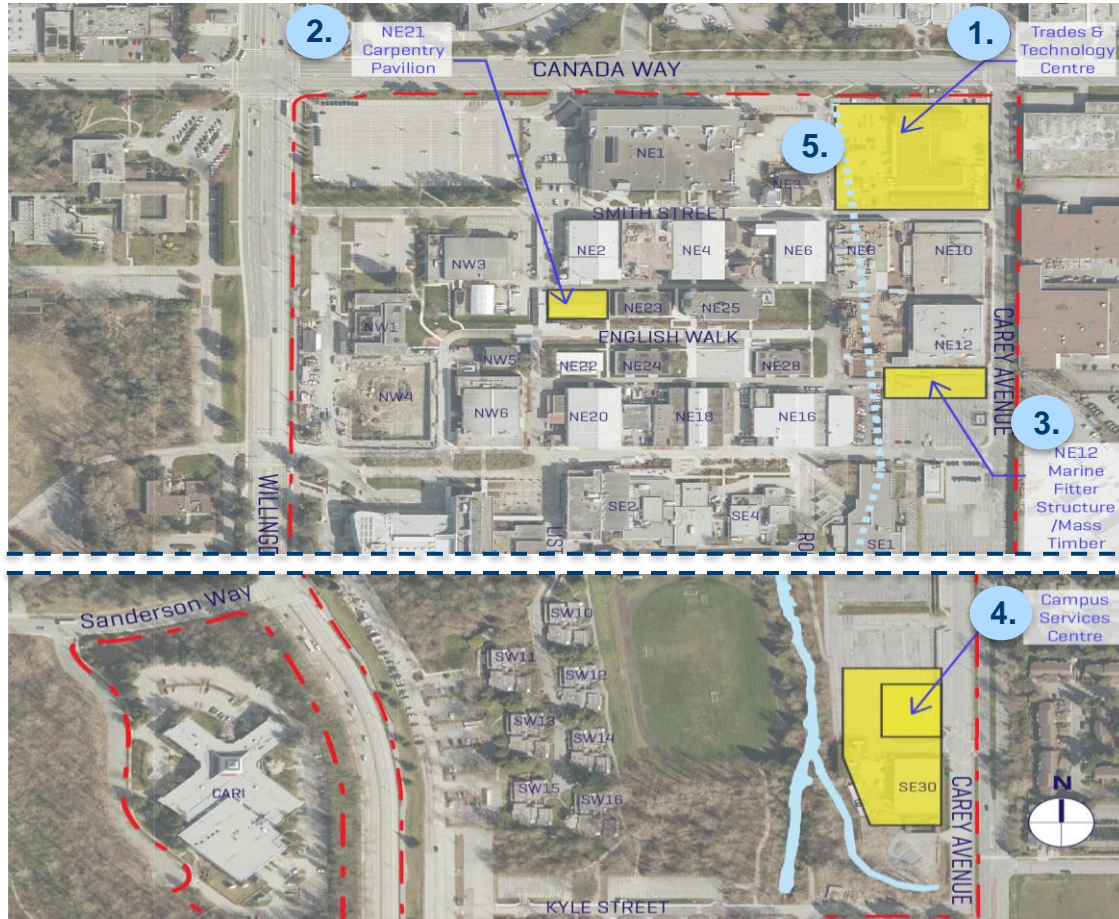 2.
NE21
Carpentry
Pavilion
1.
Trades &
Technology
Centre
CANADA WAY
5.
NE1
NE3
SMITH STREET
NW3
NE2
NE4
NE6
NE8
NE10
NE23
NE25
NW1
ENGLISH WALK
NE12
CAREY AVENUE
NW5
NE22
NE24
NE28
NW4
NW6
NE20
NE18
NE16
3.
NE12
Marine
Fitter
Structure
/Mass
Timber
WILLINGD
SE2
SE4
LIST
RO
SE1
Sanderson Way
4.
Campus
Services
Centre
SW10
SW11
SW12
SW13
SW14
SW15
SW16
CARI
SE30
CAREY AVENUE
N
KYLE STREET